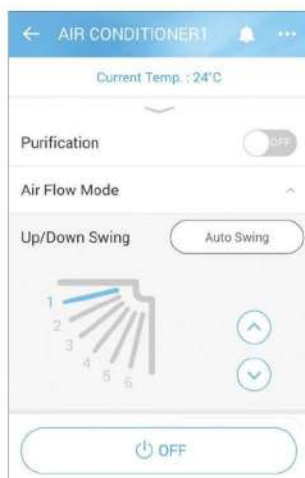 AIR CONDITIONER1
Current Temp. : 24°C
Purification OFF
Air Flow Mode
Up/Down Swing Auto Swing
1
2
3
4
5
6
OFF